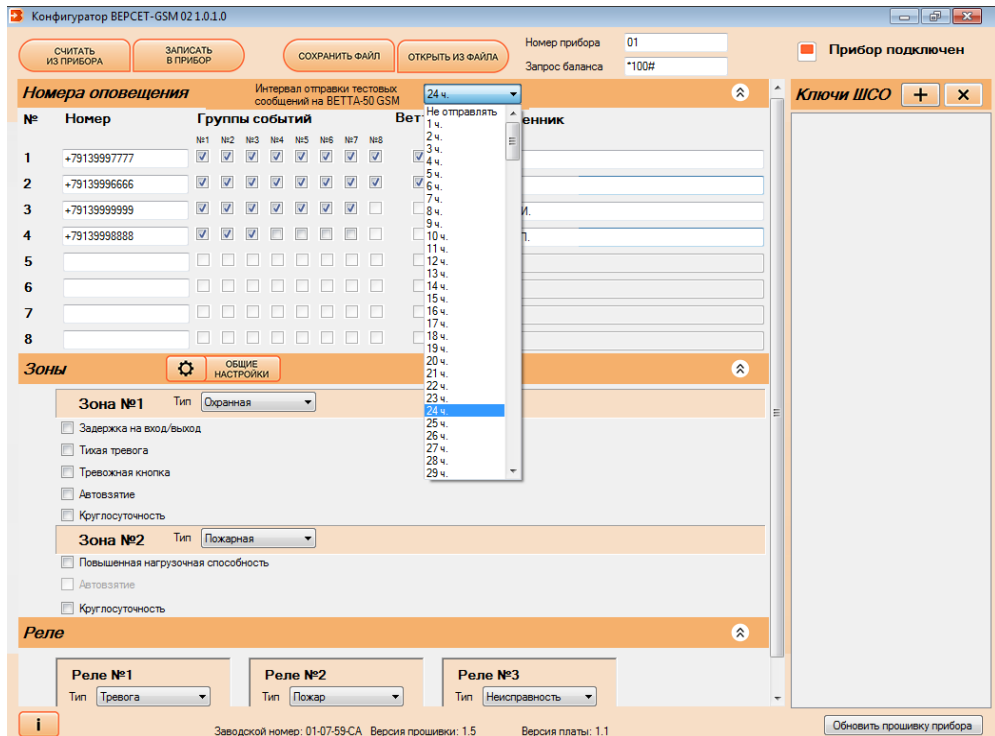 Конфигуратор ВЕРСЕТ-GSM 02 1.0.1.0
СЧИТАТЬ ИЗ ПРИБОРА
ЗАПИСАТЬ В ПРИБОР
СОХРАНИТЬ ФАЙЛ
ОТКРЫТЬ ИЗ ФАЙЛА
Номер прибора 01
Запрос баланса *100#
Прибор подключен
Номера оповещения
Интервал отправки тестовых
сообщений на ВЕТТА-50 GSM
24 ч.
Ключи ШСО
№ Номер Группы событий
№1 №2 №3 №4 №5 №6 №7 №8
1 +79139997777
2 +79139996666
3 +79139999999 И.
4 +79139998888
5
6
7
8
Не отправлять
1 ч.
2 ч.
3 ч.
4 ч.
5 ч.
6 ч.
7 ч.
8 ч.
9 ч.
10 ч.
11 ч.
12 ч.
13 ч.
14 ч.
15 ч.
16 ч.
17 ч.
18 ч.
19 ч.
20 ч.
21 ч.
22 ч.
23 ч.
24 ч.
25 ч.
26 ч.
27 ч.
28 ч.
29 ч.
Зоны
ОБЩИЕ НАСТРОЙКИ
Зона №1 Тип Охранная
Задержка на вход/выход
Тихая тревога
Тревожная кнопка
Автовзятие
Круглосуточность
Зона №2 Тип Пожарная
Повышенная нагрузочная способность
Автовзятие
Круглосуточность
Реле
Реле №1
Тип Тревога
Реле №2
Тип Пожар
Реле №3
Тип Неисправность
i
Заводской номер: 01-07-59-СА Версия прошивки: 1.5 Версия платы: 1.1
Обновить прошивку прибора